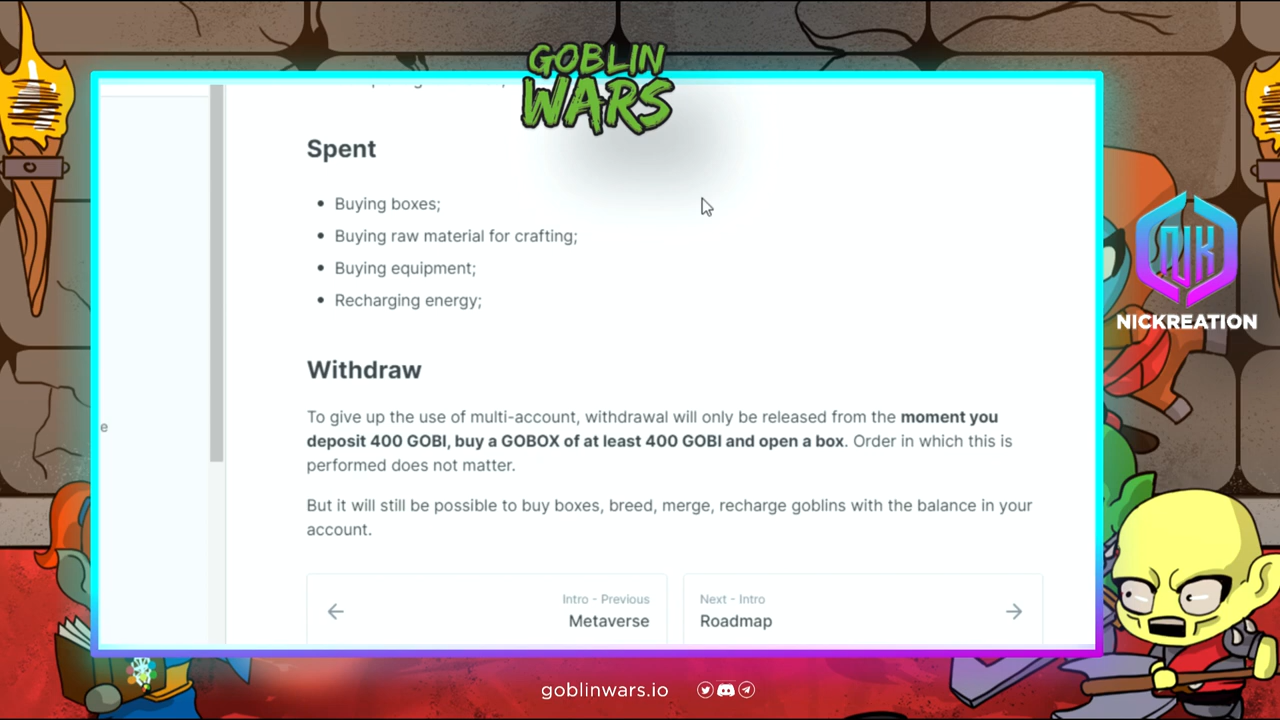 GOBLIN
WARS
Spent
• Buying boxes;
• Buying raw material for crafting;
• Buying equipment;
• Recharging energy;
Withdraw
To give up the use of multi-account, withdrawal will only be released from the moment you
deposit 400 GOBI, buy a GOBOX of at least 400 GOBI and open a box. Order in which this is
performed does not matter.
But it will still be possible to buy boxes, breed, merge, recharge goblins with the balance in your
account.
Intro - Previous
Metaverse
Next - Intro
Roadmap
e
NIK
NICKREATION
goblinwars.io